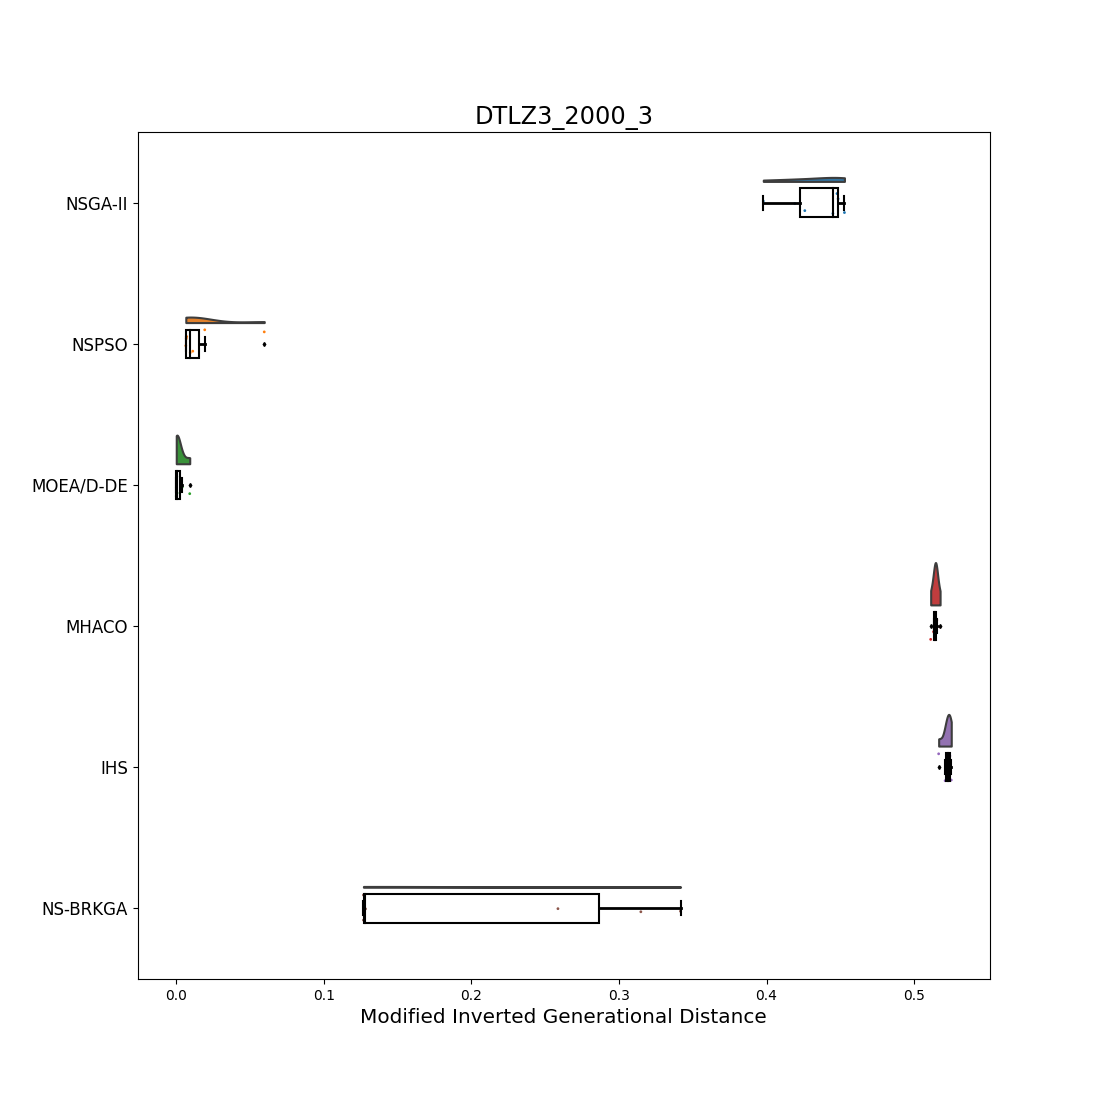 DTLZ3_2000_3
NSGA-II
NSPSO
MOEA/D-DE
MHACO
IHS
NS-BRKGA
0.0 0.1 0.2 0.3 0.4 0.5
Modified Inverted Generational Distance